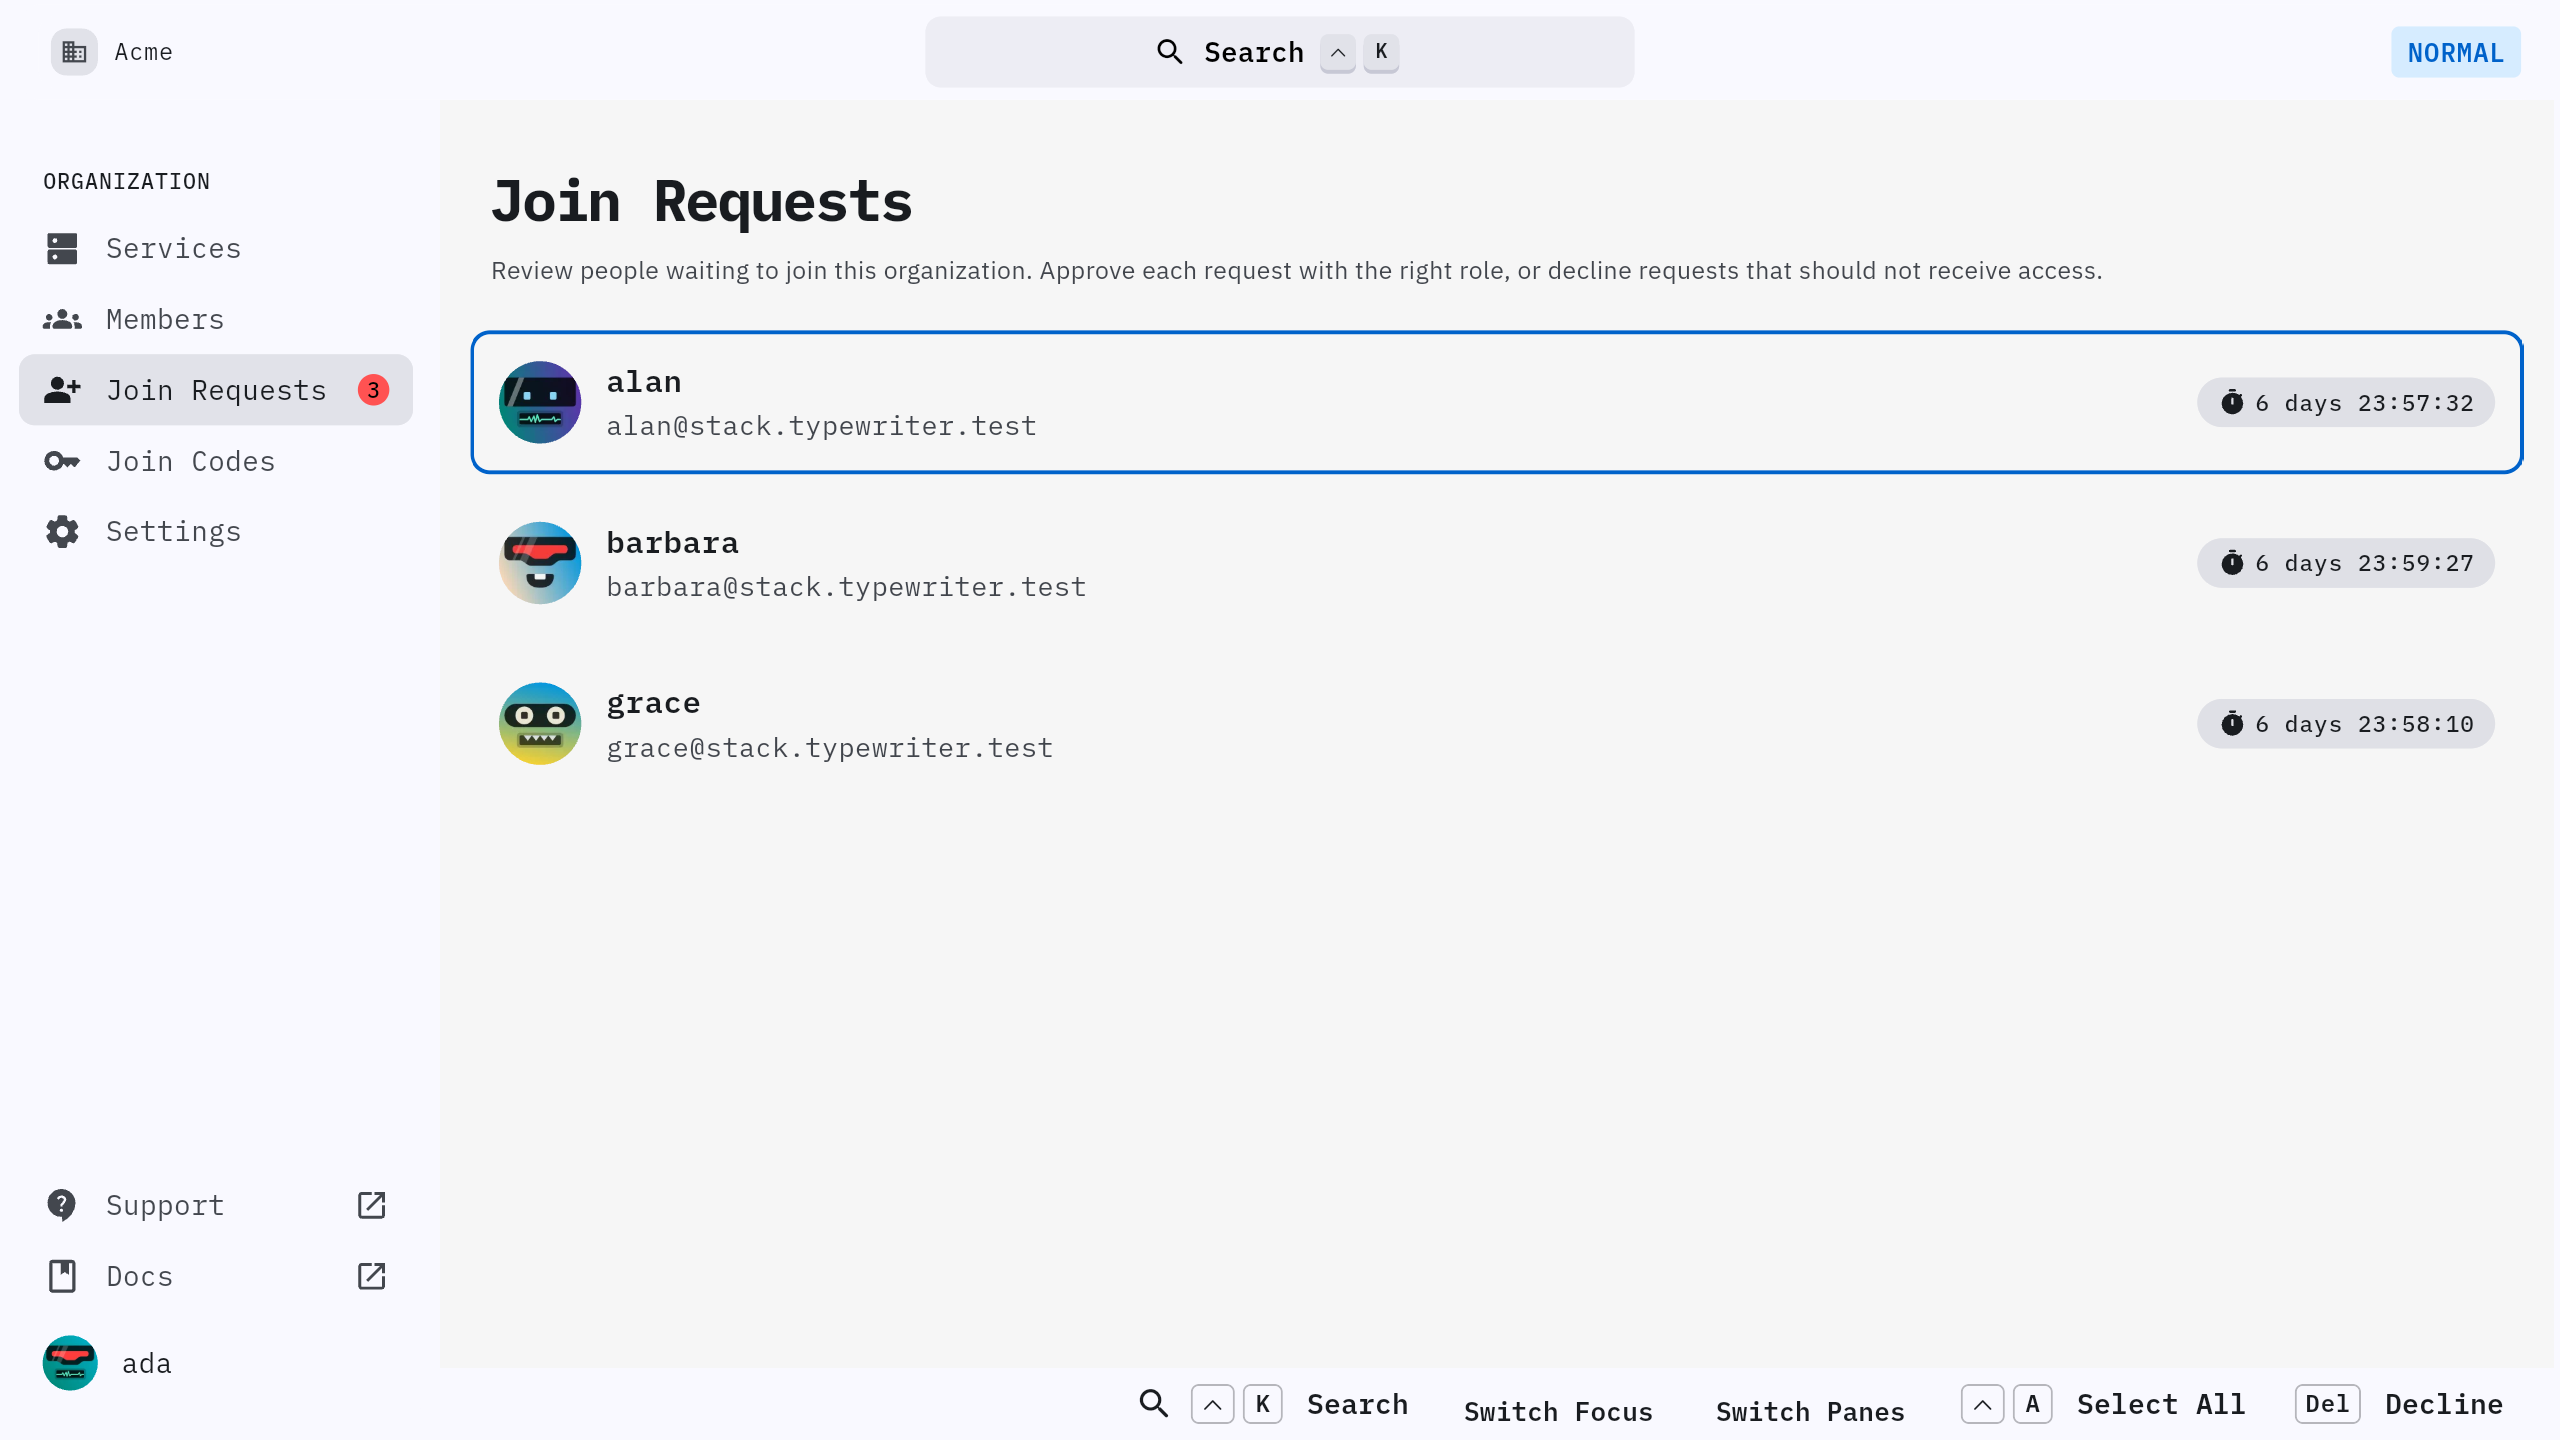 Acme
Search ^ K
NORMAL
ORGANIZATION
Services
Members
Join Requests 3
Join Codes
Settings
Support
Docs
ada
Join Requests
Review people waiting to join this organization. Approve each request with the right role, or decline requests that should not receive access.
alan
alan@stack.typewriter.test
6 days 23:57:32
barbara
barbara@stack.typewriter.test
6 days 23:59:27
grace
grace@stack.typewriter.test
6 days 23:58:10
^ K Search Switch Focus Switch Panes ^ A Select All Del Decline